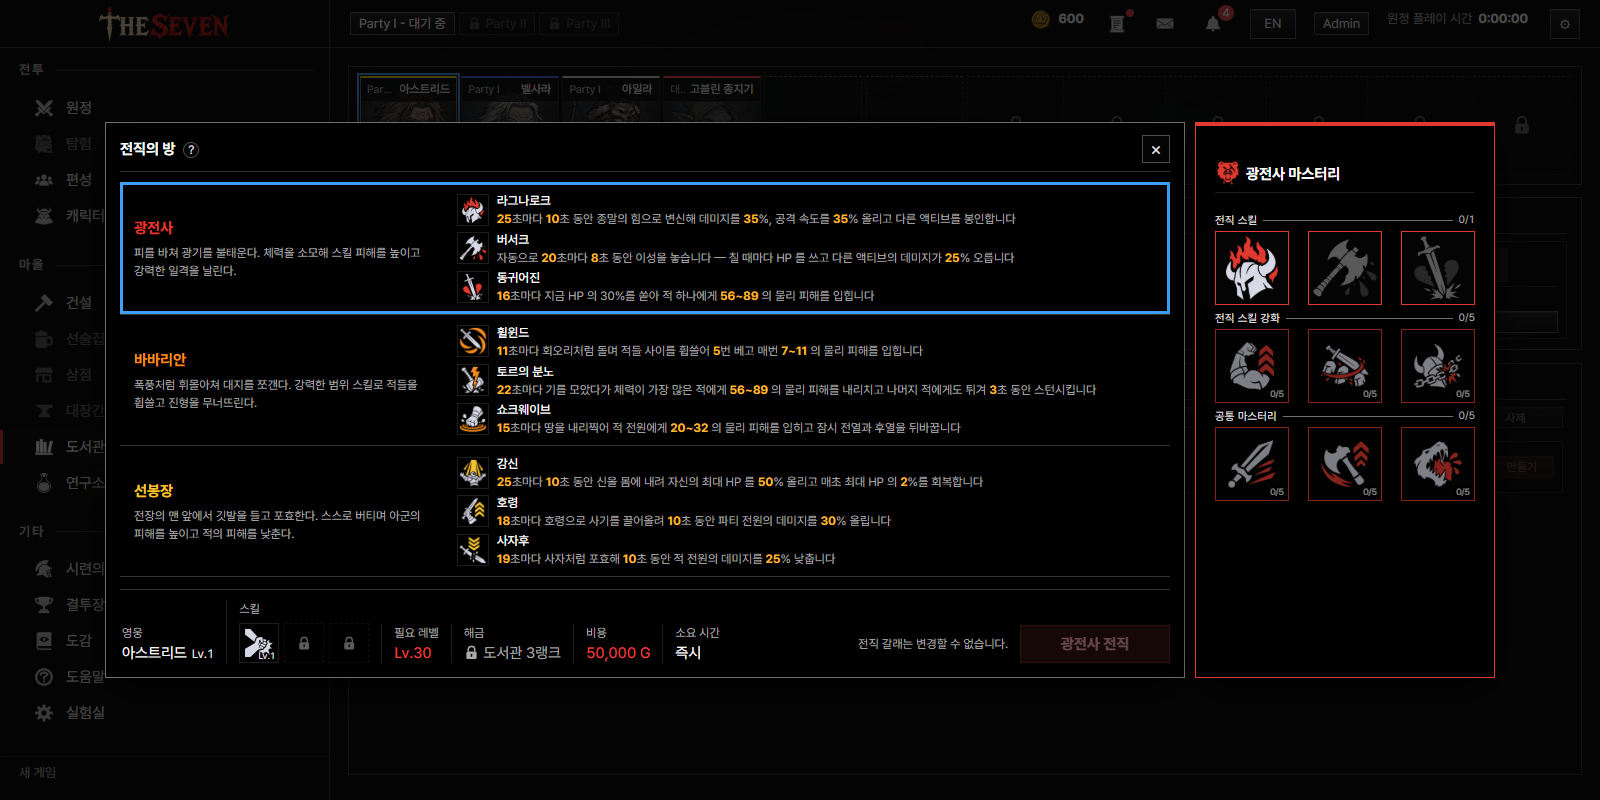 THE SEVEN
Party I - 대기 중
Party II
Party III
600
4
EN
Admin
원정 플레이 시간 0:00:00
전투
원정
탐험
편성
캐릭터
마을
건설
선술집
상점
대장간
도서관
연구소
기타
시련의
결투장
도감
도움말
실험실
새 게임
Par... 아스트리드
Party I 벨사라
Party I 아일라
대.. 고블린 종지기
사제
만들기
전직의 방 ?
광전사
피를 바쳐 광기를 불태운다. 체력을 소모해 스킬 피해를 높이고
강력한 일격을 날린다.
라그나로크
25초마다 10초 동안 종말의 힘으로 변신해 데미지를 35%, 공격 속도를 35% 올리고 다른 액티브를 봉인합니다
버서크
자동으로 20초마다 8초 동안 이성을 놓습니다 — 칠 때마다 HP 를 쓰고 다른 액티브의 데미지가 25% 오릅니다
동귀어진
16초마다 지금 HP 의 30%를 쏟아 적 하나에게 56~89 의 물리 피해를 입힙니다
바바리안
폭풍처럼 휘몰아쳐 대지를 쪼갠다. 강력한 범위 스킬로 적들을
휩쓸고 진형을 무너뜨린다.
휠윈드
11초마다 회오리처럼 돌며 적들 사이를 휩쓸어 5번 베고 매번 7~11 의 물리 피해를 입힙니다
토르의 분노
22초마다 기를 모았다가 체력이 가장 많은 적에게 56~89 의 물리 피해를 내리치고 나머지 적에게도 튀겨 3초 동안 스턴시킵니다
쇼크웨이브
15초마다 땅을 내리찍어 적 전원에게 20~32 의 물리 피해를 입히고 잠시 전열과 후열을 뒤바꿉니다
선봉장
전장의 맨 앞에서 깃발을 들고 포효한다. 스스로 버티며 아군의
피해를 높이고 적의 피해를 낮춘다.
강신
25초마다 10초 동안 신을 몸에 내려 자신의 최대 HP 를 50% 올리고 매초 최대 HP 의 2%를 회복합니다
호령
18초마다 호령으로 사기를 끌어올려 10초 동안 파티 전원의 데미지를 30% 올립니다
사자후
19초마다 사자처럼 포효해 10초 동안 적 전원의 데미지를 25% 낮춥니다
영웅
아스트리드 Lv.1
스킬
Lv.1
필요 레벨
Lv.30
해금
도서관 3랭크
비용
50,000 G
소요 시간
즉시
전직 갈래는 변경할 수 없습니다.
광전사 전직
광전사 마스터리
전직 스킬 0/1
전직 스킬 강화 0/5
0/5 0/5 0/5
공통 마스터리 0/5
0/5 0/5 0/5